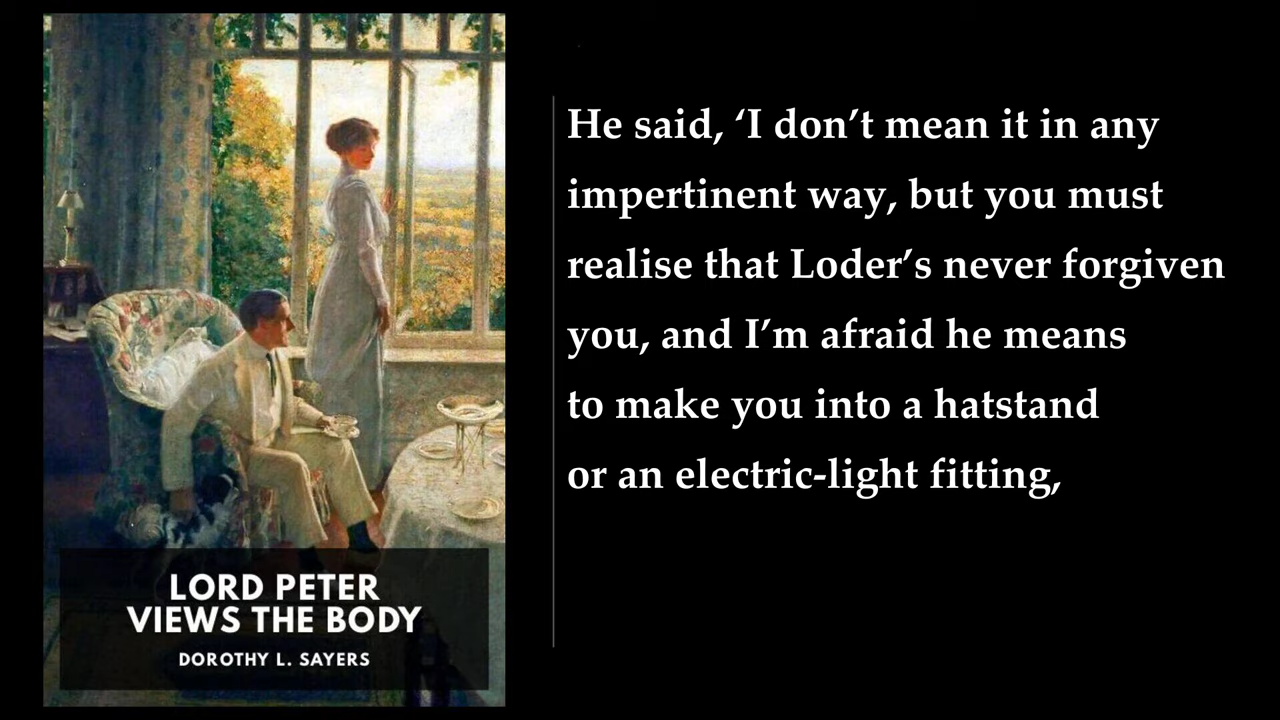 LORD PETER
VIEWS THE BODY
DOROTHY L. SAYERS
He said, ‘I don’t mean it in any
impertinent way, but you must
realise that Loder’s never forgiven
you, and I’m afraid he means
to make you into a hatstand
or an electric-light fitting,